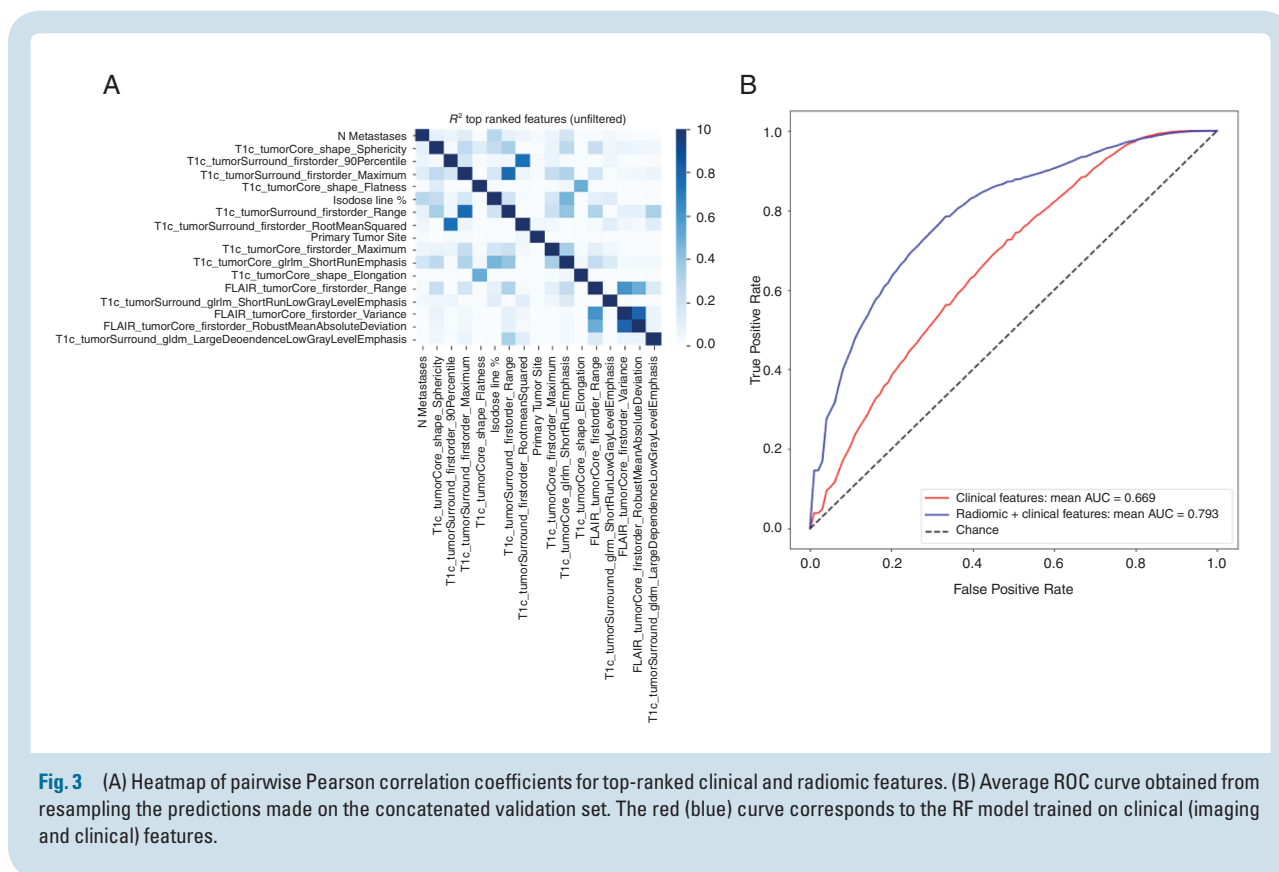 A
R² top ranked features (unfiltered)
N Metastases
T1c_tumorCore_shape_Sphericity
T1c_tumorSurround_firstorder_90Percentile
T1c_tumorSurround_firstorder_Maximum
T1c_tumorCore_shape_Flatness
Isodose line %
T1c_tumorSurround_firstorder_Range
T1c_tumorSurround_firstorder_RootMeanSquared
Primary Tumor Site
T1c_tumorCore_firstorder_Maximum
T1c_tumorCore_glrlm_ShortRunEmphasis
T1c_tumorCore_shape_Elongation
FLAIR_tumorCore_firstorder_Range
T1c_tumorSurround_glrlm_ShortRunLowGrayLevelEmphasis
FLAIR_tumorCore_firstorder_Variance
FLAIR_tumorCore_firstorder_RobustMeanAbsoluteDeviation
T1c_tumorSurround_gldm_LargeDeoendenceLowGrayLevelEmphasis
10
0.8
0.6
0.4
0.2
0.0
N Metastases
T1c_tumorCore_shape_Sphericity
T1c_tumorSurround_firstorder_90Percentile
T1c_tumorSurround_firstorder_Maximum
T1c_tumorCore_shape_Flatness
Isodose line %
T1c_tumorSurround_firstorder_Range
T1c_tumorSurround_firstorder_RootmeanSquared
Primary Tumor Site
T1c_tumorCore_firstorder_Maximum
T1c_tumorCore_glrlm_ShortRunEmphasis
T1c_tumorCore_shape_Elongation
FLAIR_tumorCore_firstorder_Range
T1c_tumorSurrounnd_glrlm_ShortRunLowGrayLevelEmphasis
FLAIR_tumorCore_firstorder_Variance
FLAIR_tumorCore_firstorder_RobustMeanAbsoluteDeviation
T1c_tumorSurround_gldm_LargeDependenceLowGrayLevelEmphasis
B
True Positive Rate
1.0
0.8
0.6
0.4
0.2
0.0
Clinical features: mean AUC = 0.669
Radiomic + clinical features: mean AUC = 0.793
Chance
0.0 0.2 0.4 0.6 0.8 1.0
False Positive Rate
Fig. 3 (A) Heatmap of pairwise Pearson correlation coefficients for top-ranked clinical and radiomic features. (B) Average ROC curve obtained from
resampling the predictions made on the concatenated validation set. The red (blue) curve corresponds to the RF model trained on clinical (imaging
and clinical) features.